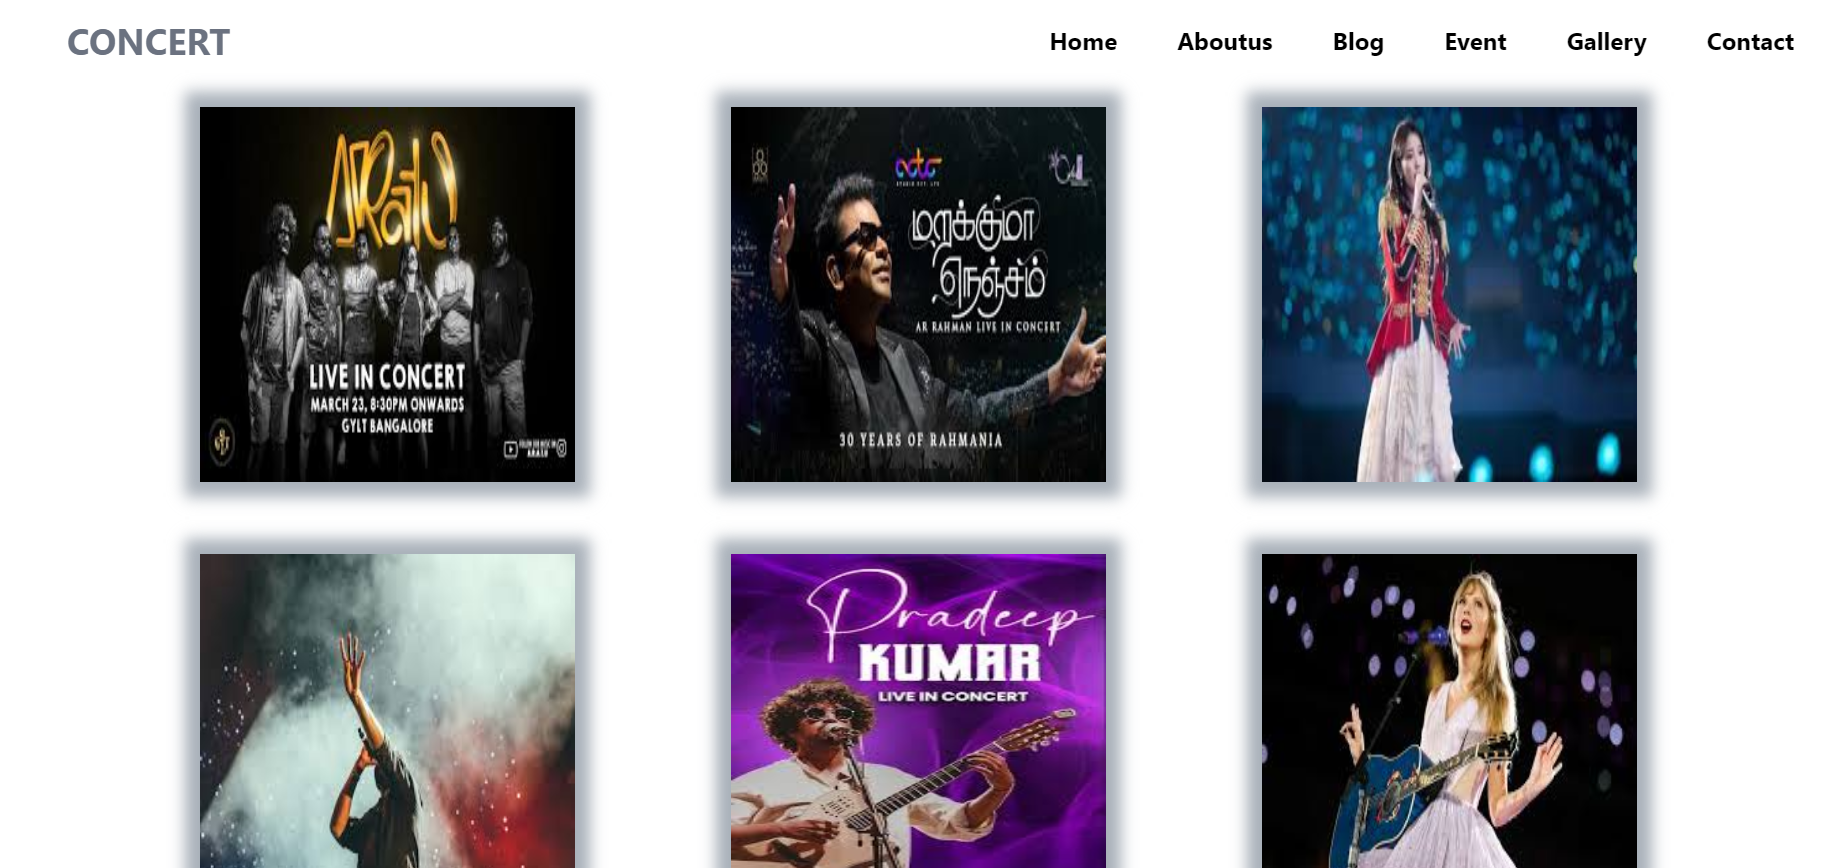 CONCERT
Home Aboutus Blog Event Gallery Contact
ARaLU
LIVE IN CONCERT
MARCH 23, 8:30PM ONWARDS
GYLT BANGALORE
மறக்குமா
நெஞ்சம்
AR RAHMAN LIVE IN CONCERT
30 YEARS OF RAHMANIA
Pradeep
KUMAR
LIVE IN CONCERT